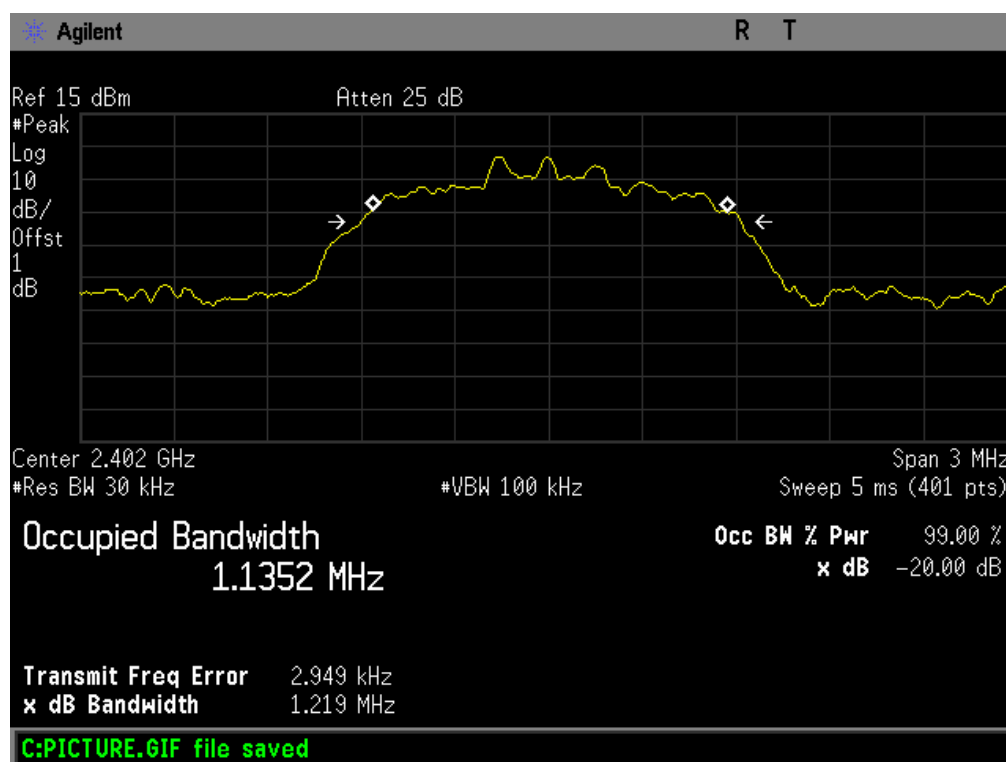 Agilent R T
Ref 15 dBm Atten 25 dB
#Peak
Log
10
dB/
Offst
1
dB
Center 2.402 GHz Span 3 MHz
#Res BW 30 kHz #VBW 100 kHz Sweep 5 ms (401 pts)
Occupied Bandwidth Occ BW % Pwr 99.00 %
1.1352 MHz x dB -20.00 dB
Transmit Freq Error 2.949 kHz
x dB Bandwidth 1.219 MHz
C:PICTURE.GIF file saved